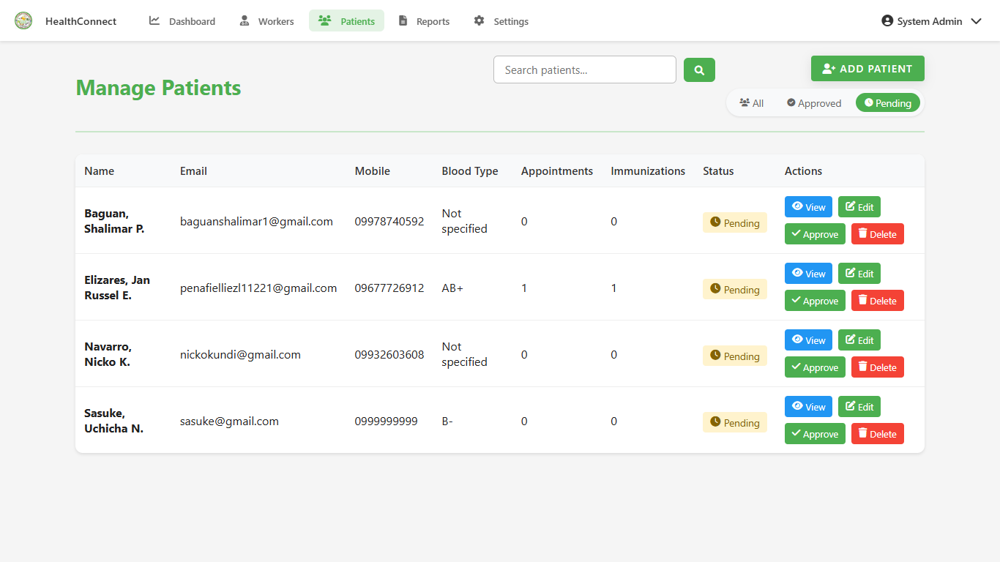 HealthConnect Dashboard Workers Patients Reports Settings System Admin
Manage Patients
Search patients...
ADD PATIENT
All Approved Pending
Name Email Mobile Blood Type Appointments Immunizations Status Actions
Baguan, Shalimar P. baguanshalimar1@gmail.com 09978740592 Not specified 0 0 Pending View Edit Approve Delete
Elizares, Jan Russel E. penafielliezl11221@gmail.com 09677726912 AB+ 1 1 Pending View Edit Approve Delete
Navarro, Nicko K. nickokundi@gmail.com 09932603608 Not specified 0 0 Pending View Edit Approve Delete
Sasuke, Uchicha N. sasuke@gmail.com 0999999999 B- 0 0 Pending View Edit Approve Delete